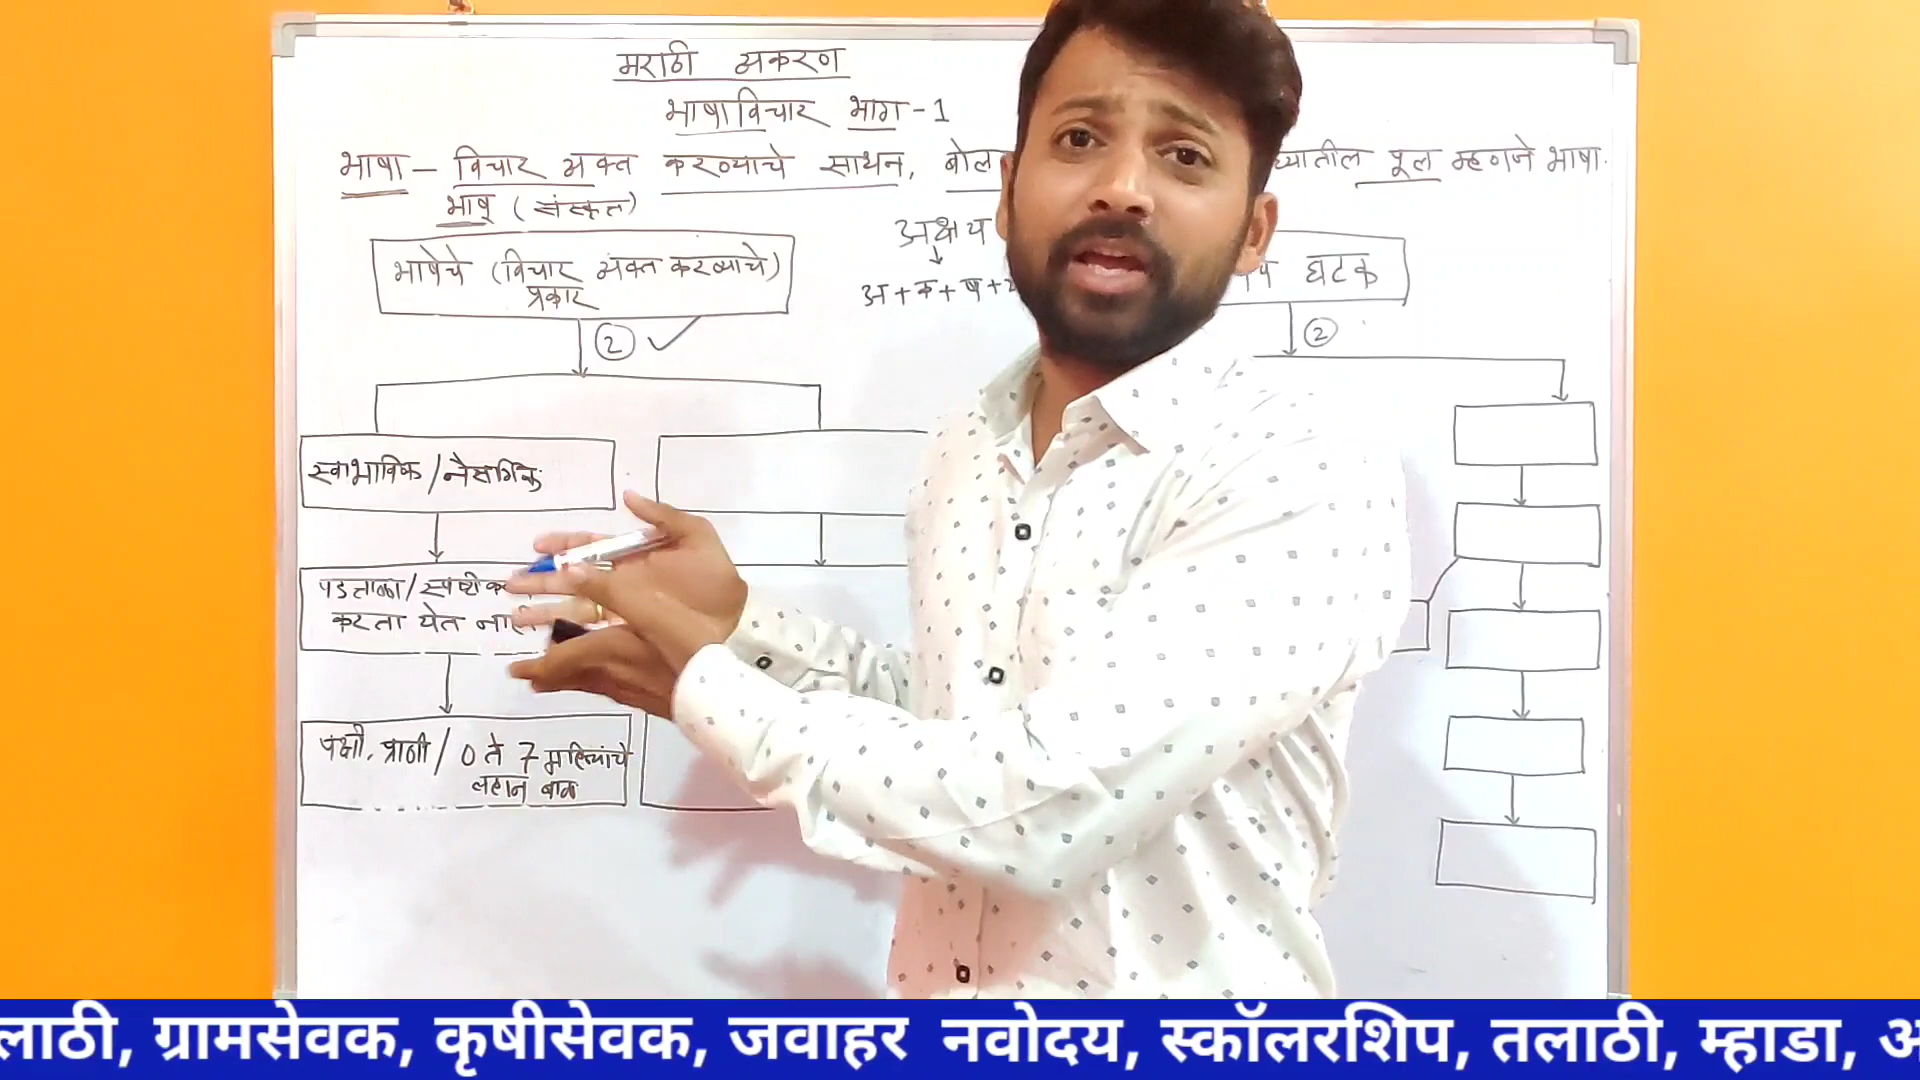 मराठी व्याकरण
भाषाविचार भाग - 1
भाषा - विचार व्यक्त करण्याचे साधन, बोल
ध्यातील पूल म्हणजे भाषा.
भाष् (संस्कृत)
अक्षय
अ + क + ष +
भाषेचे (विचार व्यक्त करण्याचे)
प्रकार
घटक
2
2
स्वाभाविक / नैसर्गिक
पडताळा / स्पष्टीक
करता येत नाही
पक्षी, प्राणी / 0 ते 7 महिन्यांचे
लहान बाळ
लाठी, ग्रामसेवक, कृषीसेवक, जवाहर नवोदय, स्कॉलरशिप, तलाठी, म्हाडा, अ